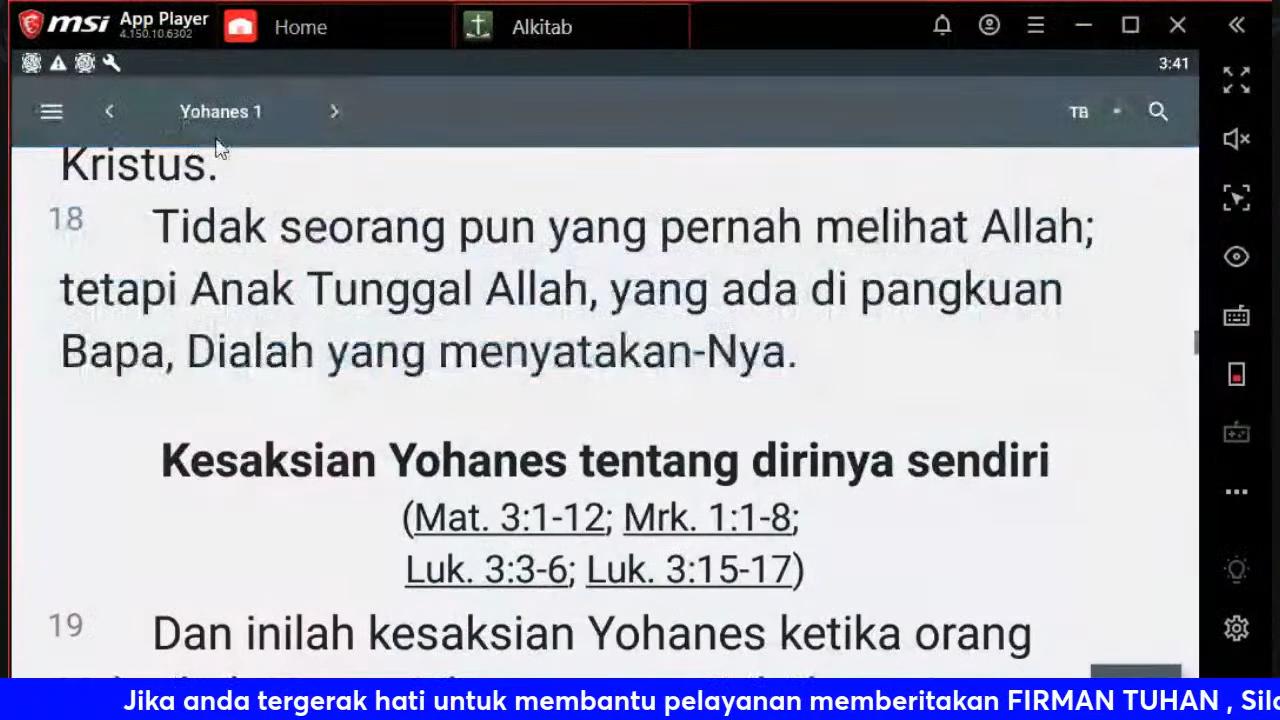 msi App Player
4.150.10.6302
Home
Alkitab
3:41
Yohanes 1
TB
Kristus.
18 Tidak seorang pun yang pernah melihat Allah;
tetapi Anak Tunggal Allah, yang ada di pangkuan
Bapa, Dialah yang menyatakan-Nya.
Kesaksian Yohanes tentang dirinya sendiri
(Mat. 3:1-12; Mrk. 1:1-8;
Luk. 3:3-6; Luk. 3:15-17)
19 Dan inilah kesaksian Yohanes ketika orang
Jika anda tergerak hati untuk membantu pelayanan memberitakan FIRMAN TUHAN , Sila